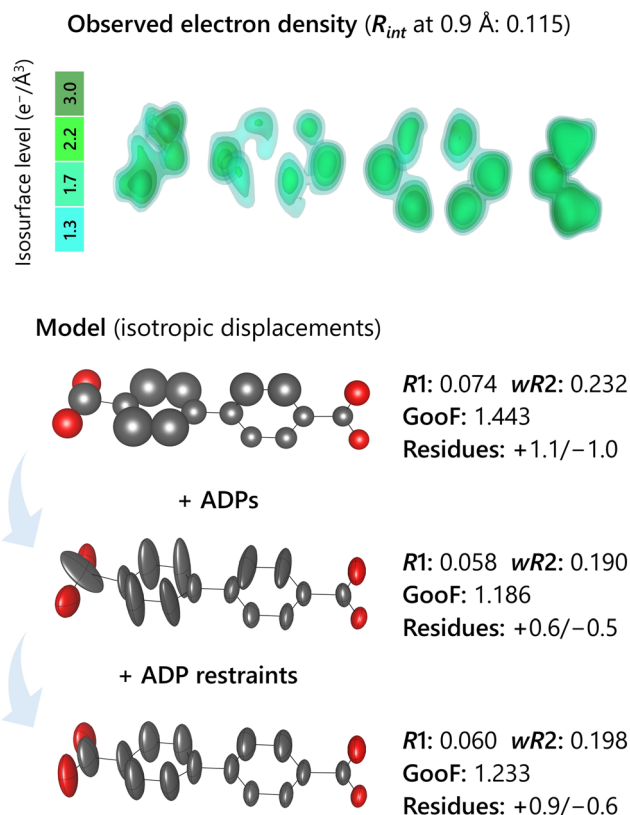 Observed electron density (Rint at 0.9 Å: 0.115)
Isosurface level (e−/Å3)
3.0
2.2
1.7
1.3
Model (isotropic displacements)
R1: 0.074 wR2: 0.232
GooF: 1.443
Residues: +1.1/−1.0
+ ADPs
R1: 0.058 wR2: 0.190
GooF: 1.186
Residues: +0.6/−0.5
+ ADP restraints
R1: 0.060 wR2: 0.198
GooF: 1.233
Residues: +0.9/−0.6